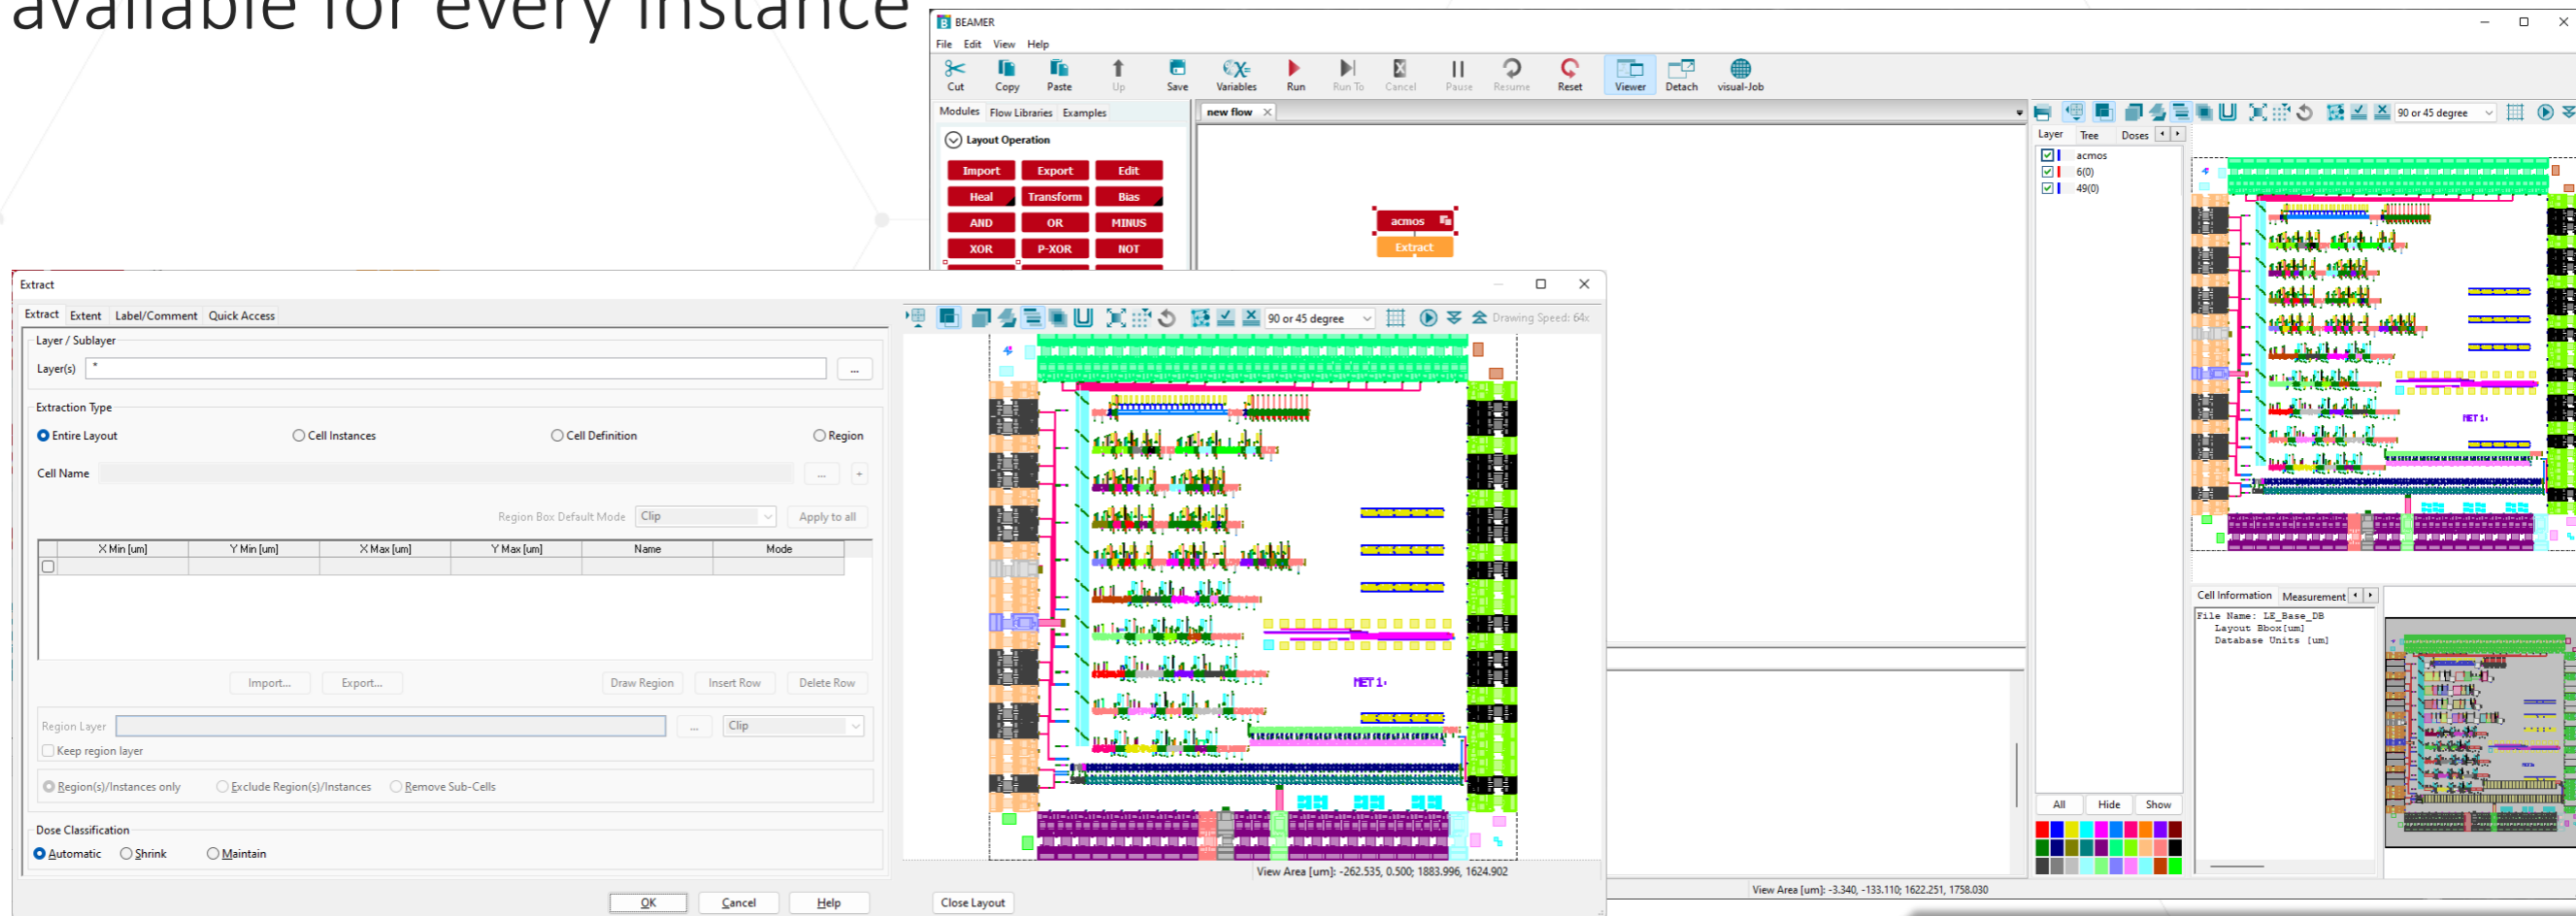 available for every instance
BEAMER
File Edit View Help
Cut Copy Paste Up Save Variables Run Run To Cancel Pause Resume Reset Viewer Detach visual-Job
Modules Flow Libraries Examples
new flow
90 or 45 degree
Layout Operation
Layer Tree Doses
Import Export Edit
acmos
Heal Transform Bias
6(0)
AND OR MINUS
acmos
49(0)
XOR P-XOR NOT
Extract
Extract
Extract Extent Label/Comment Quick Access
90 or 45 degree
Drawing Speed: 64x
Layer / Sublayer
Layer(s) * ...
Extraction Type
Entire Layout Cell Instances Cell Definition Region
Cell Name ... +
Region Box Default Mode Clip Apply to all
X Min [um] Y Min [um] X Max [um] Y Max [um] Name Mode
Import... Export... Draw Region Insert Row Delete Row
Region Layer ... Clip
Keep region layer
Region(s)/Instances only Exclude Region(s)/Instances Remove Sub-Cells
Dose Classification
Automatic Shrink Maintain
OK Cancel Help
MET 1
View Area [um]: -262.535, 0.500; 1883.996, 1624.902
Close Layout
MET 1
Cell Information Measurement
File Name: LE_Base_DB
Layout Bbox[um]
Database Units [um]
All Hide Show
View Area [um]: -3.340, -133.110; 1622.251, 1758.030